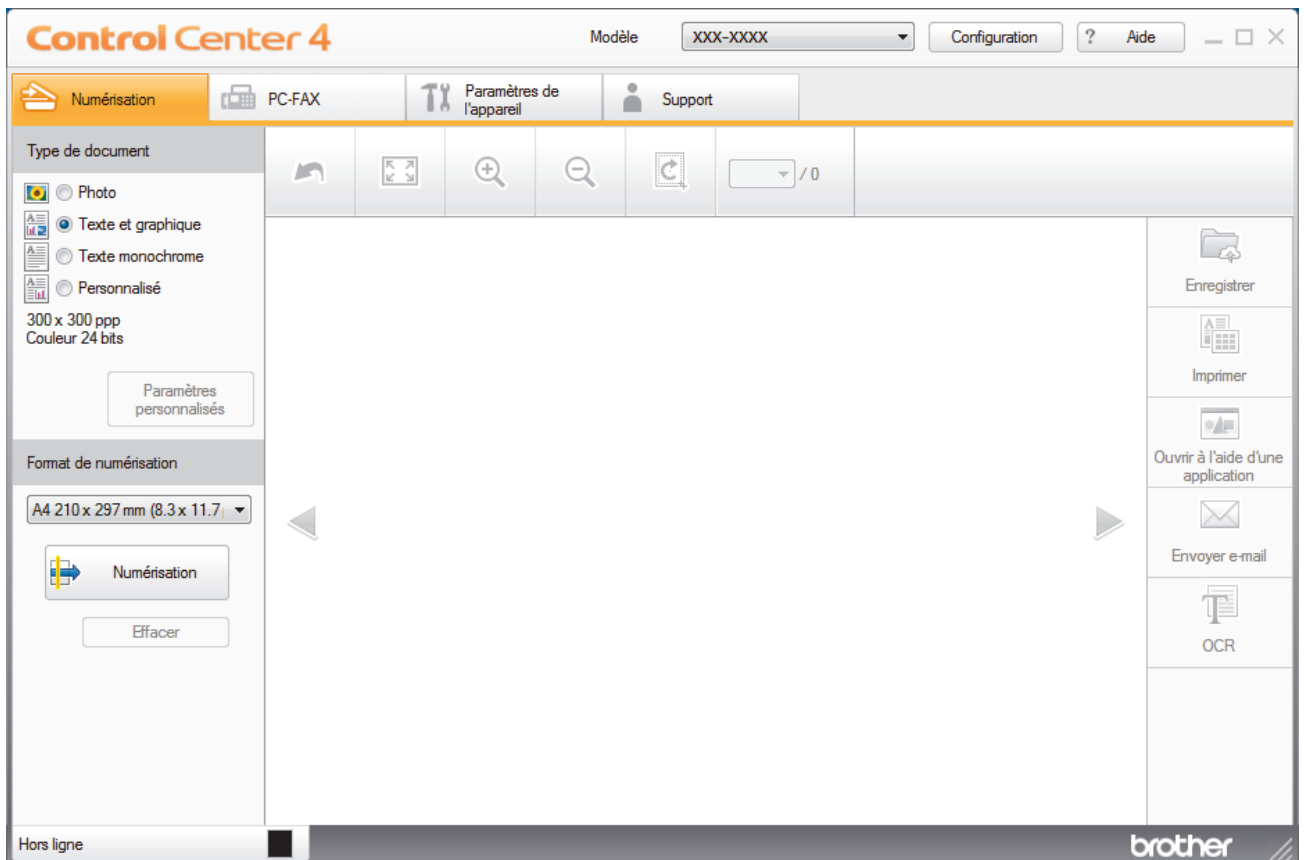 Control Center 4
Modèle
XXX-XXXX
Configuration
? Aide
Numérisation
PC-FAX
Paramètres de
l'appareil
Support
Type de document
Photo
Texte et graphique
Texte monochrome
Personnalisé
300 x 300 ppp
Couleur 24 bits
Paramètres
personnalisés
Format de numérisation
A4 210 x 297 mm (8.3 x 11.7
Numérisation
Effacer
/ 0
Enregistrer
Imprimer
Ouvrir à l'aide d'une
application
Envoyer e-mail
OCR
Hors ligne
brother